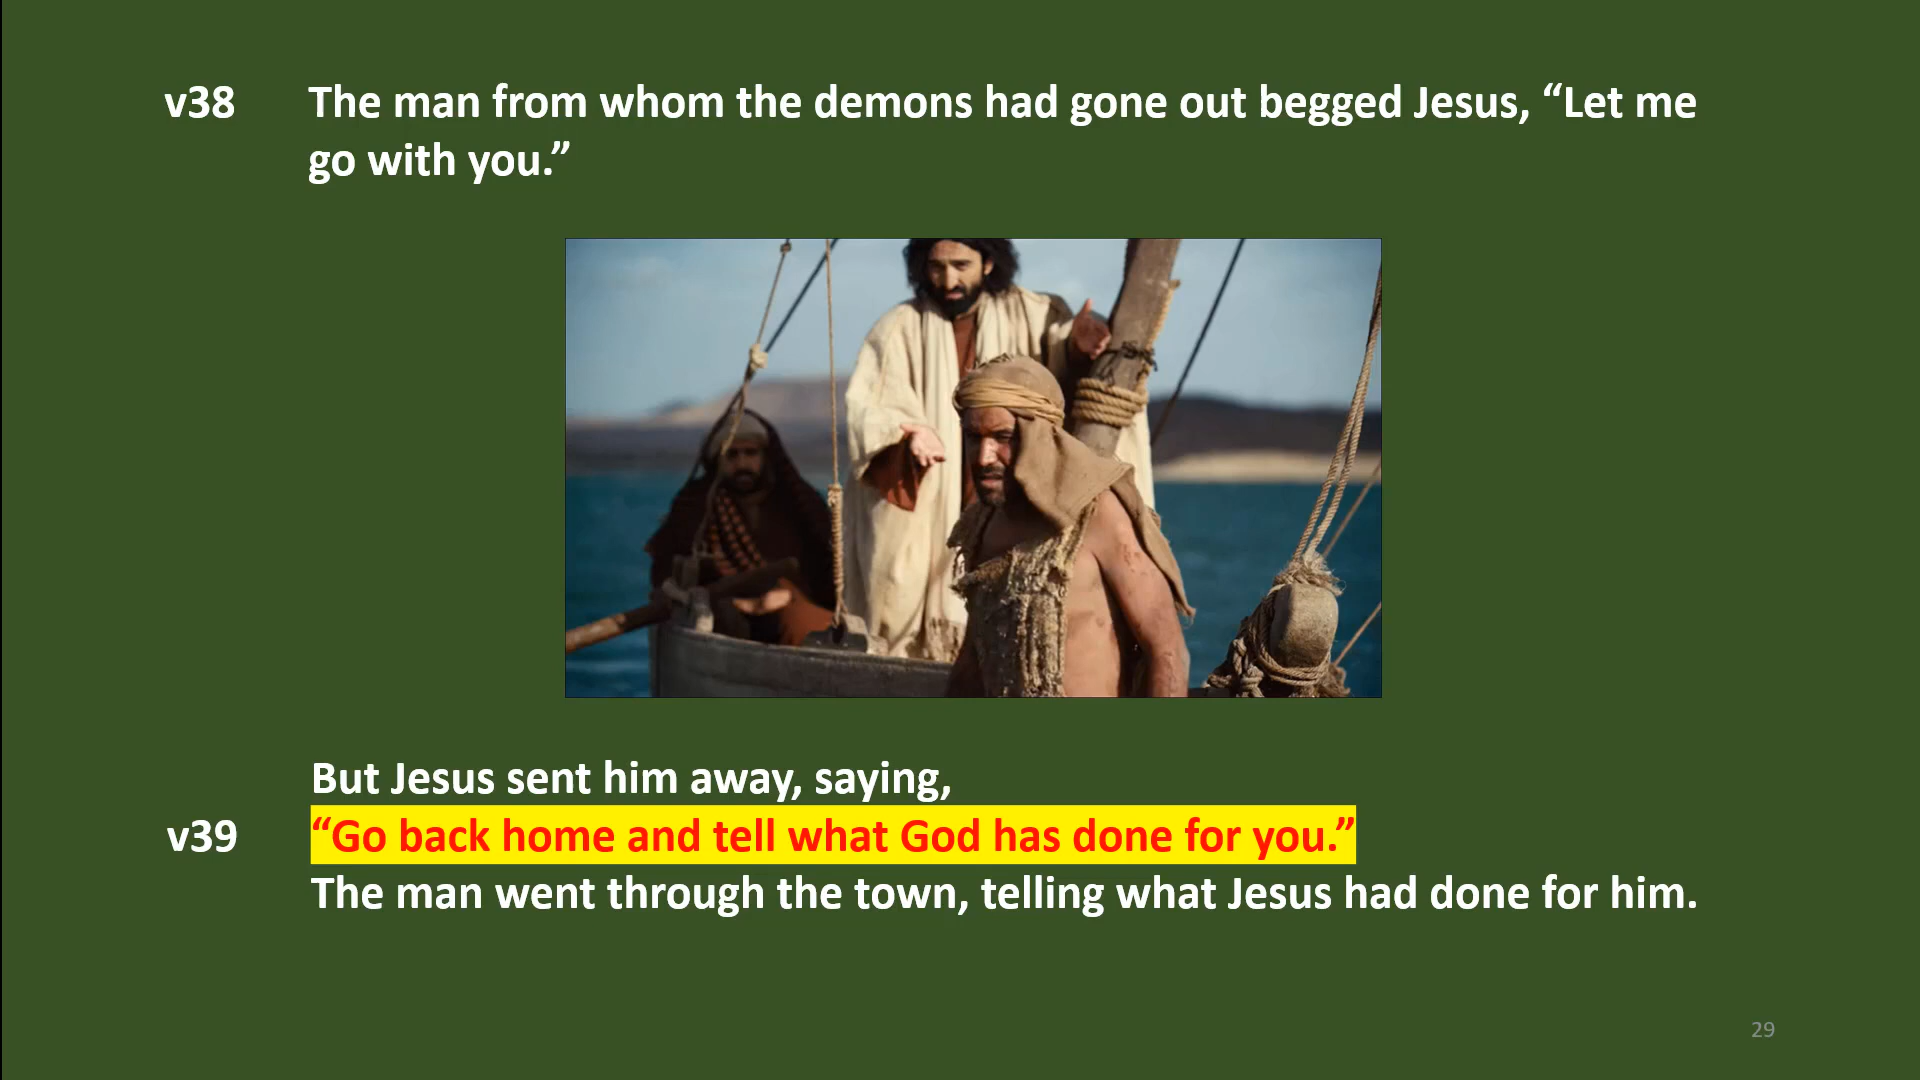 v38 The man from whom the demons had gone out begged Jesus, “Let me
go with you.”
But Jesus sent him away, saying,
v39 “Go back home and tell what God has done for you.”
The man went through the town, telling what Jesus had done for him.
29